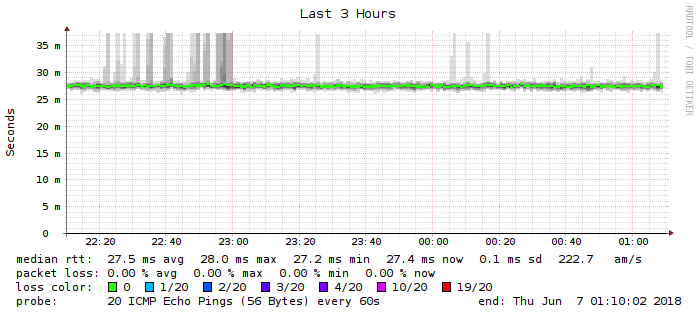 Last 3 Hours
RRDTOOL / TOBI OETIKER
Seconds
35 m
30 m
25 m
20 m
15 m
10 m
5 m
0
22:20 22:40 23:00 23:20 23:40 00:00 00:20 00:40 01:00
median rtt: 27.5 ms avg 28.0 ms max 27.2 ms min 27.4 ms now 0.1 ms sd 222.7 am/s
packet loss: 0.00 % avg 0.00 % max 0.00 % min 0.00 % now
loss color: 0 1/20 2/20 3/20 4/20 10/20 19/20
probe: 20 ICMP Echo Pings (56 Bytes) every 60s end: Thu Jun 7 01:10:02 2018